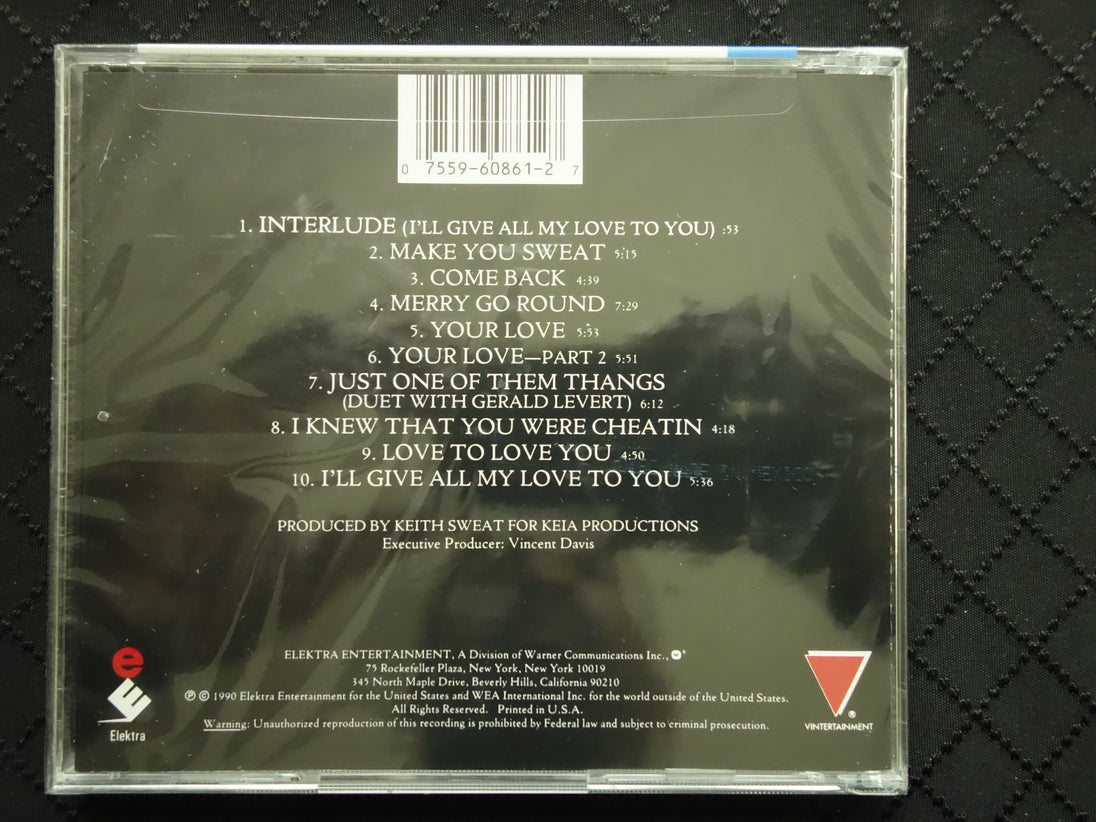 0 7559-60861-2 7
1. INTERLUDE (I'LL GIVE ALL MY LOVE TO YOU) :53
2. MAKE YOU SWEAT 5:15
3. COME BACK 4:39
4. MERRY GO ROUND 7:29
5. YOUR LOVE 5:53
6. YOUR LOVE—PART 2 5:51
7. JUST ONE OF THEM THANGS
(DUET WITH GERALD LEVERT) 6:12
8. I KNEW THAT YOU WERE CHEATIN 4:18
9. LOVE TO LOVE YOU 4:50
10. I'LL GIVE ALL MY LOVE TO YOU 5:36
PRODUCED BY KEITH SWEAT FOR KEIA PRODUCTIONS
Executive Producer: Vincent Davis
ELEKTRA ENTERTAINMENT, A Division of Warner Communications Inc.,
75 Rockefeller Plaza, New York, New York 10019
345 North Maple Drive, Beverly Hills, California 90210
℗ © 1990 Elektra Entertainment for the United States and WEA International Inc. for the world outside of the United States.
All Rights Reserved. Printed in U.S.A.
Warning: Unauthorized reproduction of this recording is prohibited by Federal law and subject to criminal prosecution.
e
E
Elektra
®
VINTERTAINMENT